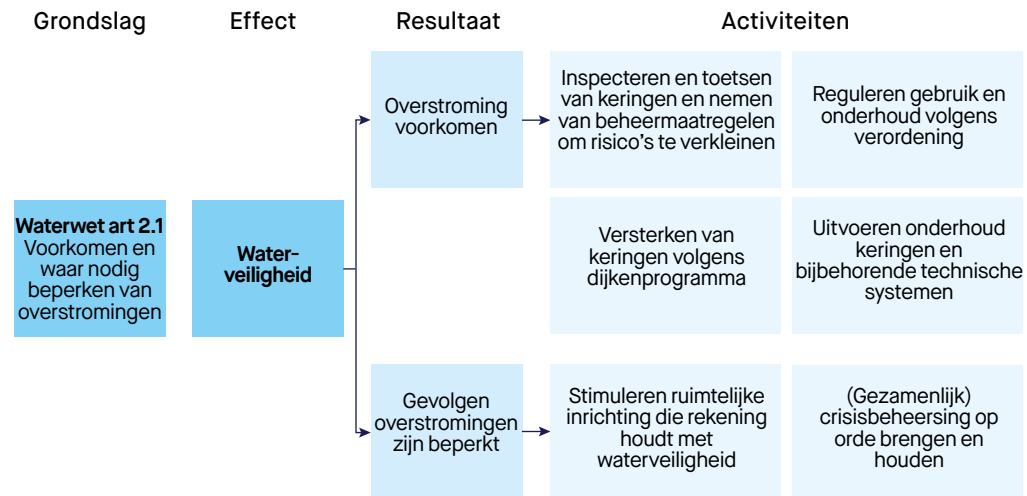 Grondslag
Effect
Resultaat
Activiteiten
Waterwet art 2.1
Voorkomen en
waar nodig
beperken van
overstromingen
Water-
veiligheid
Overstroming
voorkomen
Inspecteren en toetsen
van keringen en nemen
van beheermaatregelen
om risico's te verkleinen
Reguleren gebruik en
onderhoud volgens
verordening
Versterken van
keringen volgens
dijkenprogramma
Uitvoeren onderhoud
keringen en
bijbehorende technische
systemen
Gevolgen
overstromingen
zijn beperkt
Stimuleren ruimtelijke
inrichting die rekening
houdt met
waterveiligheid
(Gezamenlijk)
crisisbeheersing op
orde brengen en
houden